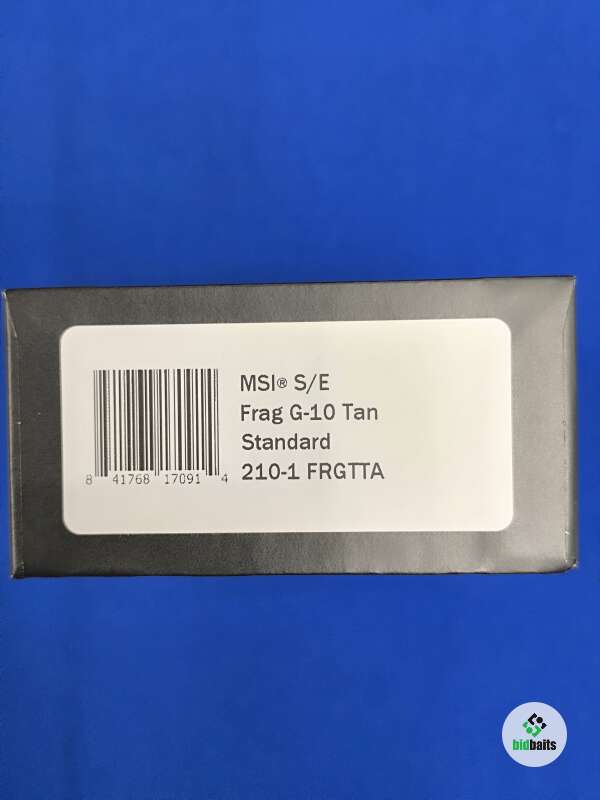 MSI® S/E
Frag G-10 Tan
Standard
210-1 FRGTTA
8 41768 17091 4
bidbaits